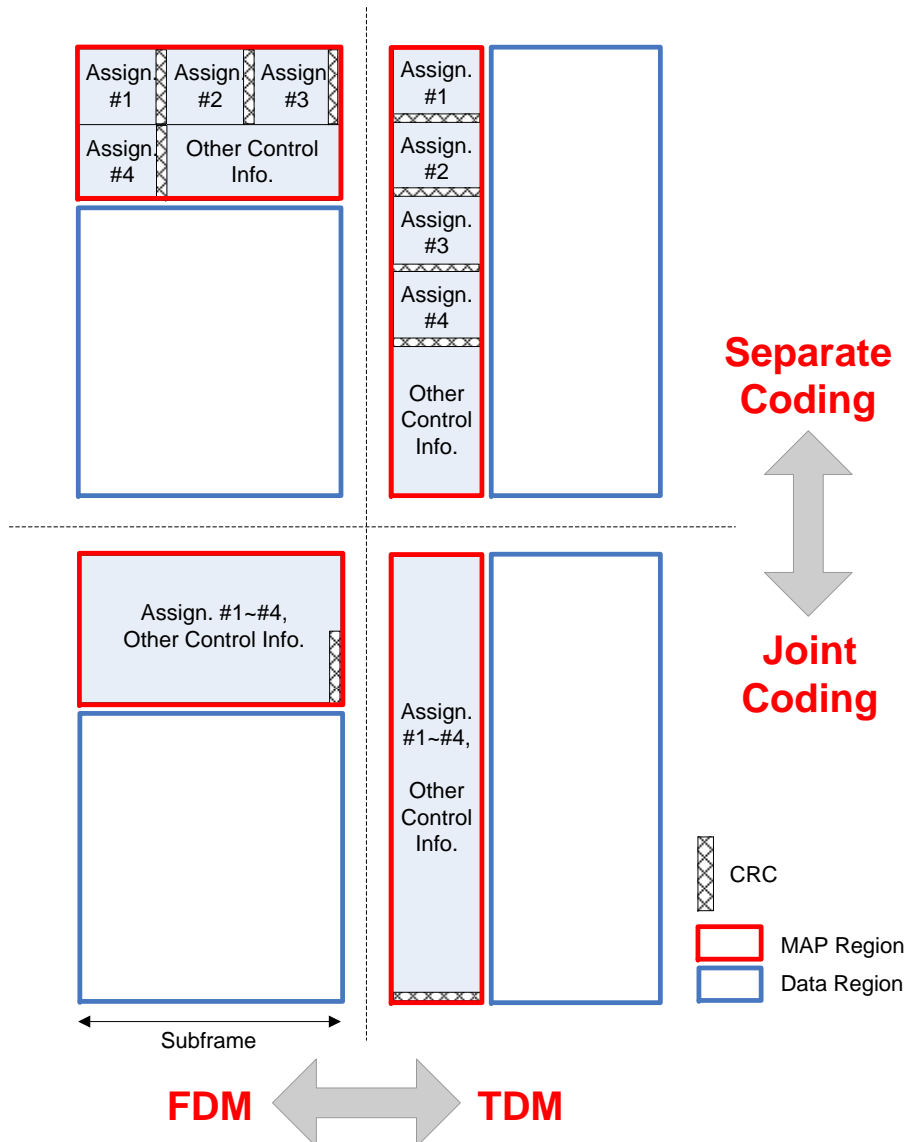 Assign. #1
Assign. #2
Assign. #3
Assign. #4
Other Control Info.
Assign. #1
Assign. #2
Assign. #3
Assign. #4
Other Control Info.
Separate Coding
Joint Coding
Assign. #1~#4,
Other Control Info.
Assign. #1~#4,
Other Control Info.
CRC
MAP Region
Data Region
Subframe
FDM
TDM